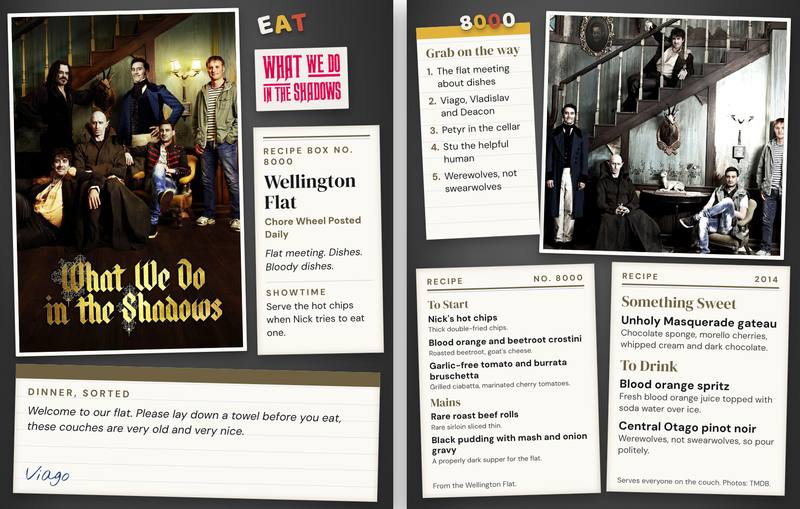 What We Do
in the Shadows
EAT
WHAT WE DO
IN THE SHADOWS
RECIPE BOX NO.
8000
Wellington
Flat
Chore Wheel Posted
Daily
Flat meeting. Dishes.
Bloody dishes.
SHOWTIME
Serve the hot chips
when Nick tries to eat
one.
DINNER, SORTED
Welcome to our flat. Please lay down a towel before you eat,
these couches are very old and very nice.
Viago
8000
Grab on the way
1. The flat meeting
about dishes
2. Viago, Vladislav
and Deacon
3. Petyr in the cellar
4. Stu the helpful
human
5. Werewolves, not
swearwolves
RECIPE NO. 8000
To Start
Nick's hot chips
Thick double-fried chips.
Blood orange and beetroot crostini
Roasted beetroot, goat's cheese.
Garlic-free tomato and burrata
bruschetta
Grilled ciabatta, marinated cherry tomatoes.
Mains
Rare roast beef rolls
Rare sirloin sliced thin.
Black pudding with mash and onion
gravy
A properly dark supper for the flat.
From the Wellington Flat.
RECIPE 2014
Something Sweet
Unholy Masquerade gateau
Chocolate sponge, morello cherries,
whipped cream and dark chocolate.
To Drink
Blood orange spritz
Fresh blood orange juice topped with
soda water over ice.
Central Otago pinot noir
Werewolves, not swearwolves, so pour
politely.
Serves everyone on the couch. Photos: TMDB.